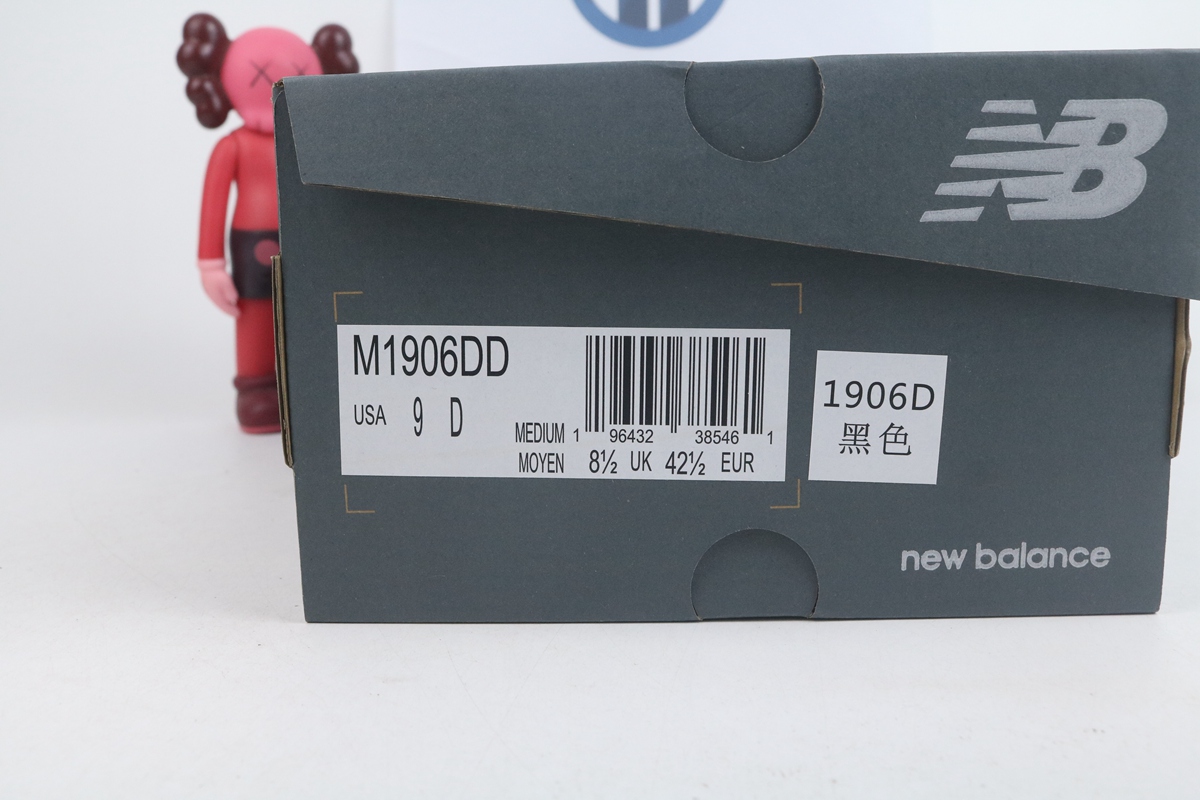 NB
M1906DD
USA 9 D
MEDIUM 1 96432 38546 1
MOYEN 8½ UK 42½ EUR
1906D
黑色
new balance